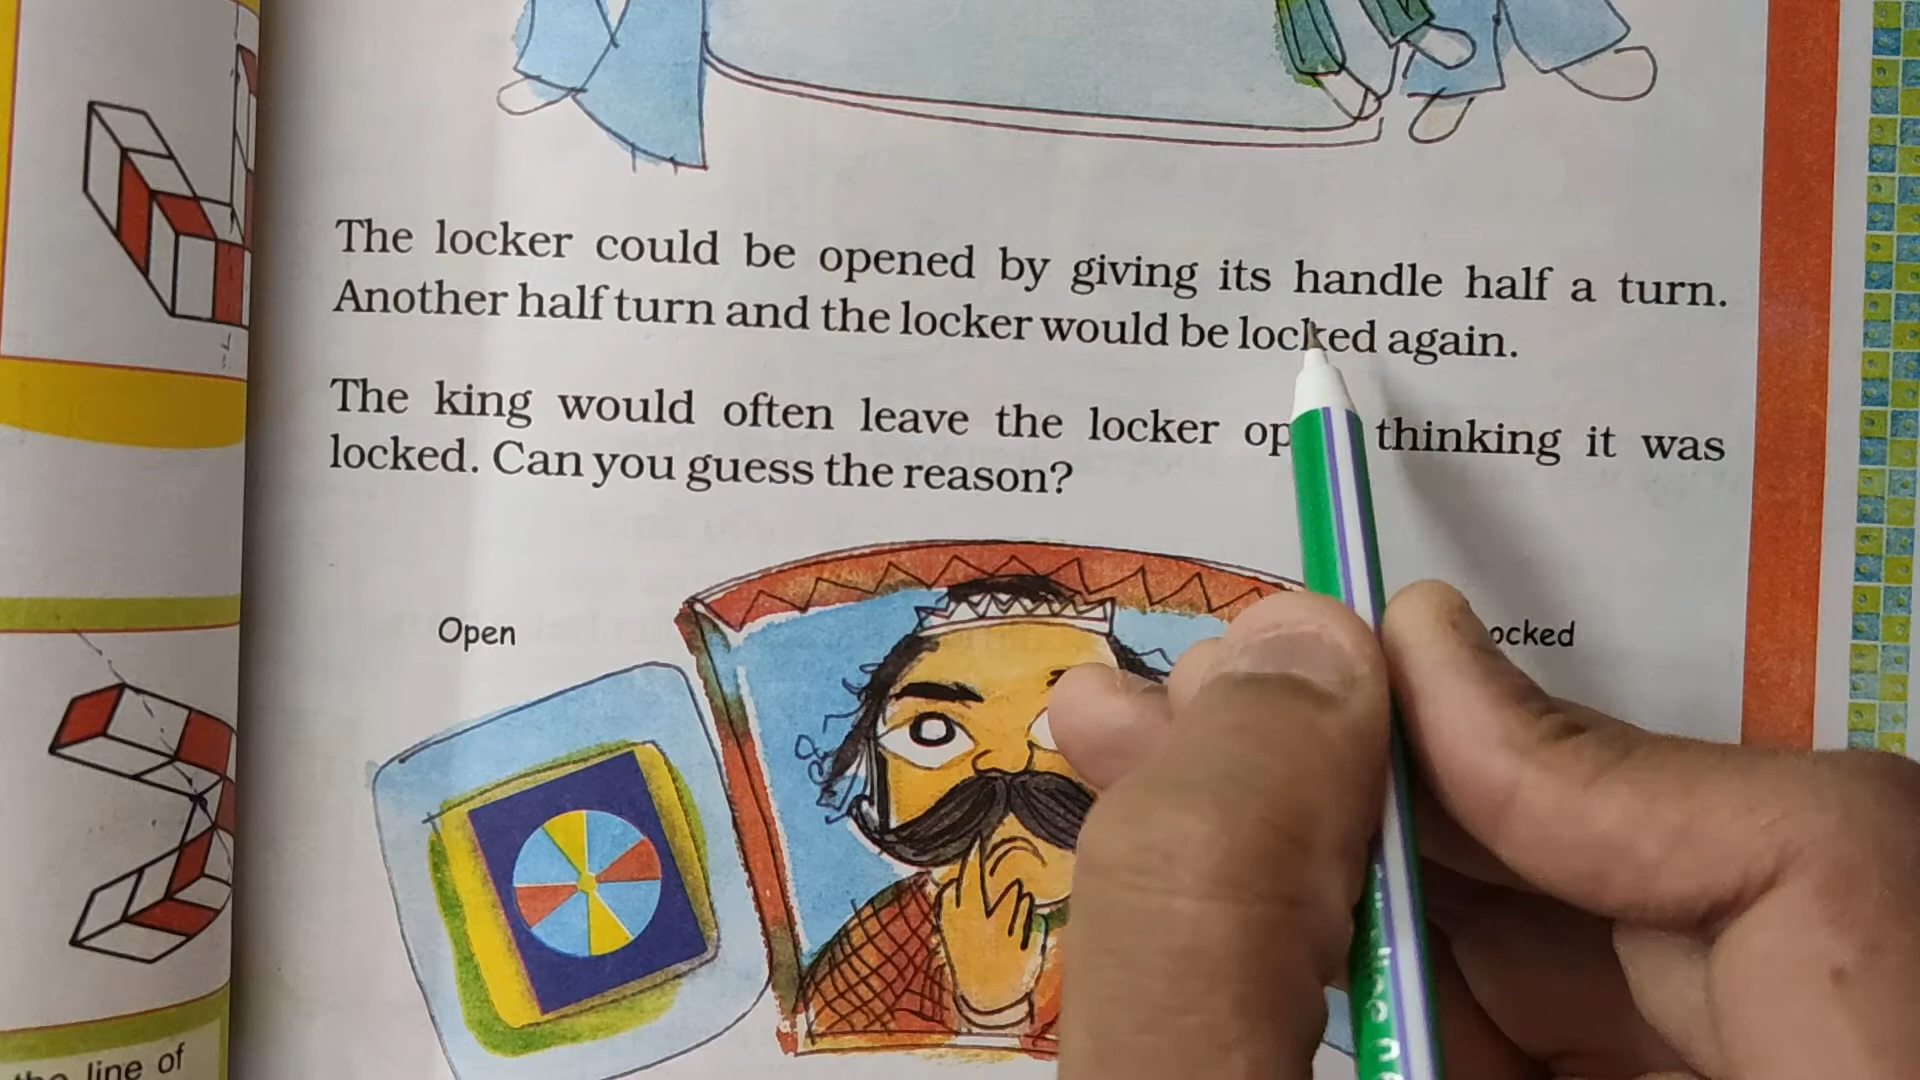 The locker could be opened by giving its handle half a turn.
Another half turn and the locker would be locked again.
The king would often leave the locker thinking it was
locked. Can you guess the reason?
Open
line of